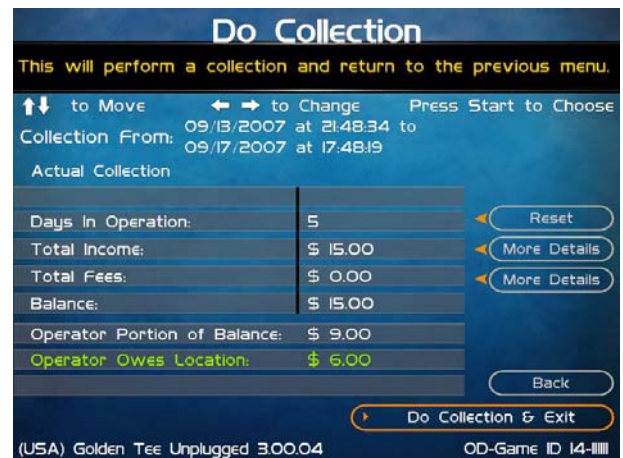 Do Collection
This will perform a collection and return to the previous menu.
to Move to Change Press Start to Choose
Collection From: 09/13/2007 at 21:48:34 to
09/17/2007 at 17:48:19
Actual Collection
Days In Operation: 5 Reset
Total Income: $ 15.00 More Details
Total Fees: $ 0.00 More Details
Balance: $ 15.00
Operator Portion of Balance: $ 9.00
Operator Owes Location: $ 6.00
Back
Do Collection & Exit
(USA) Golden Tee Unplugged 3.00.04 OD-Game ID 14-11111